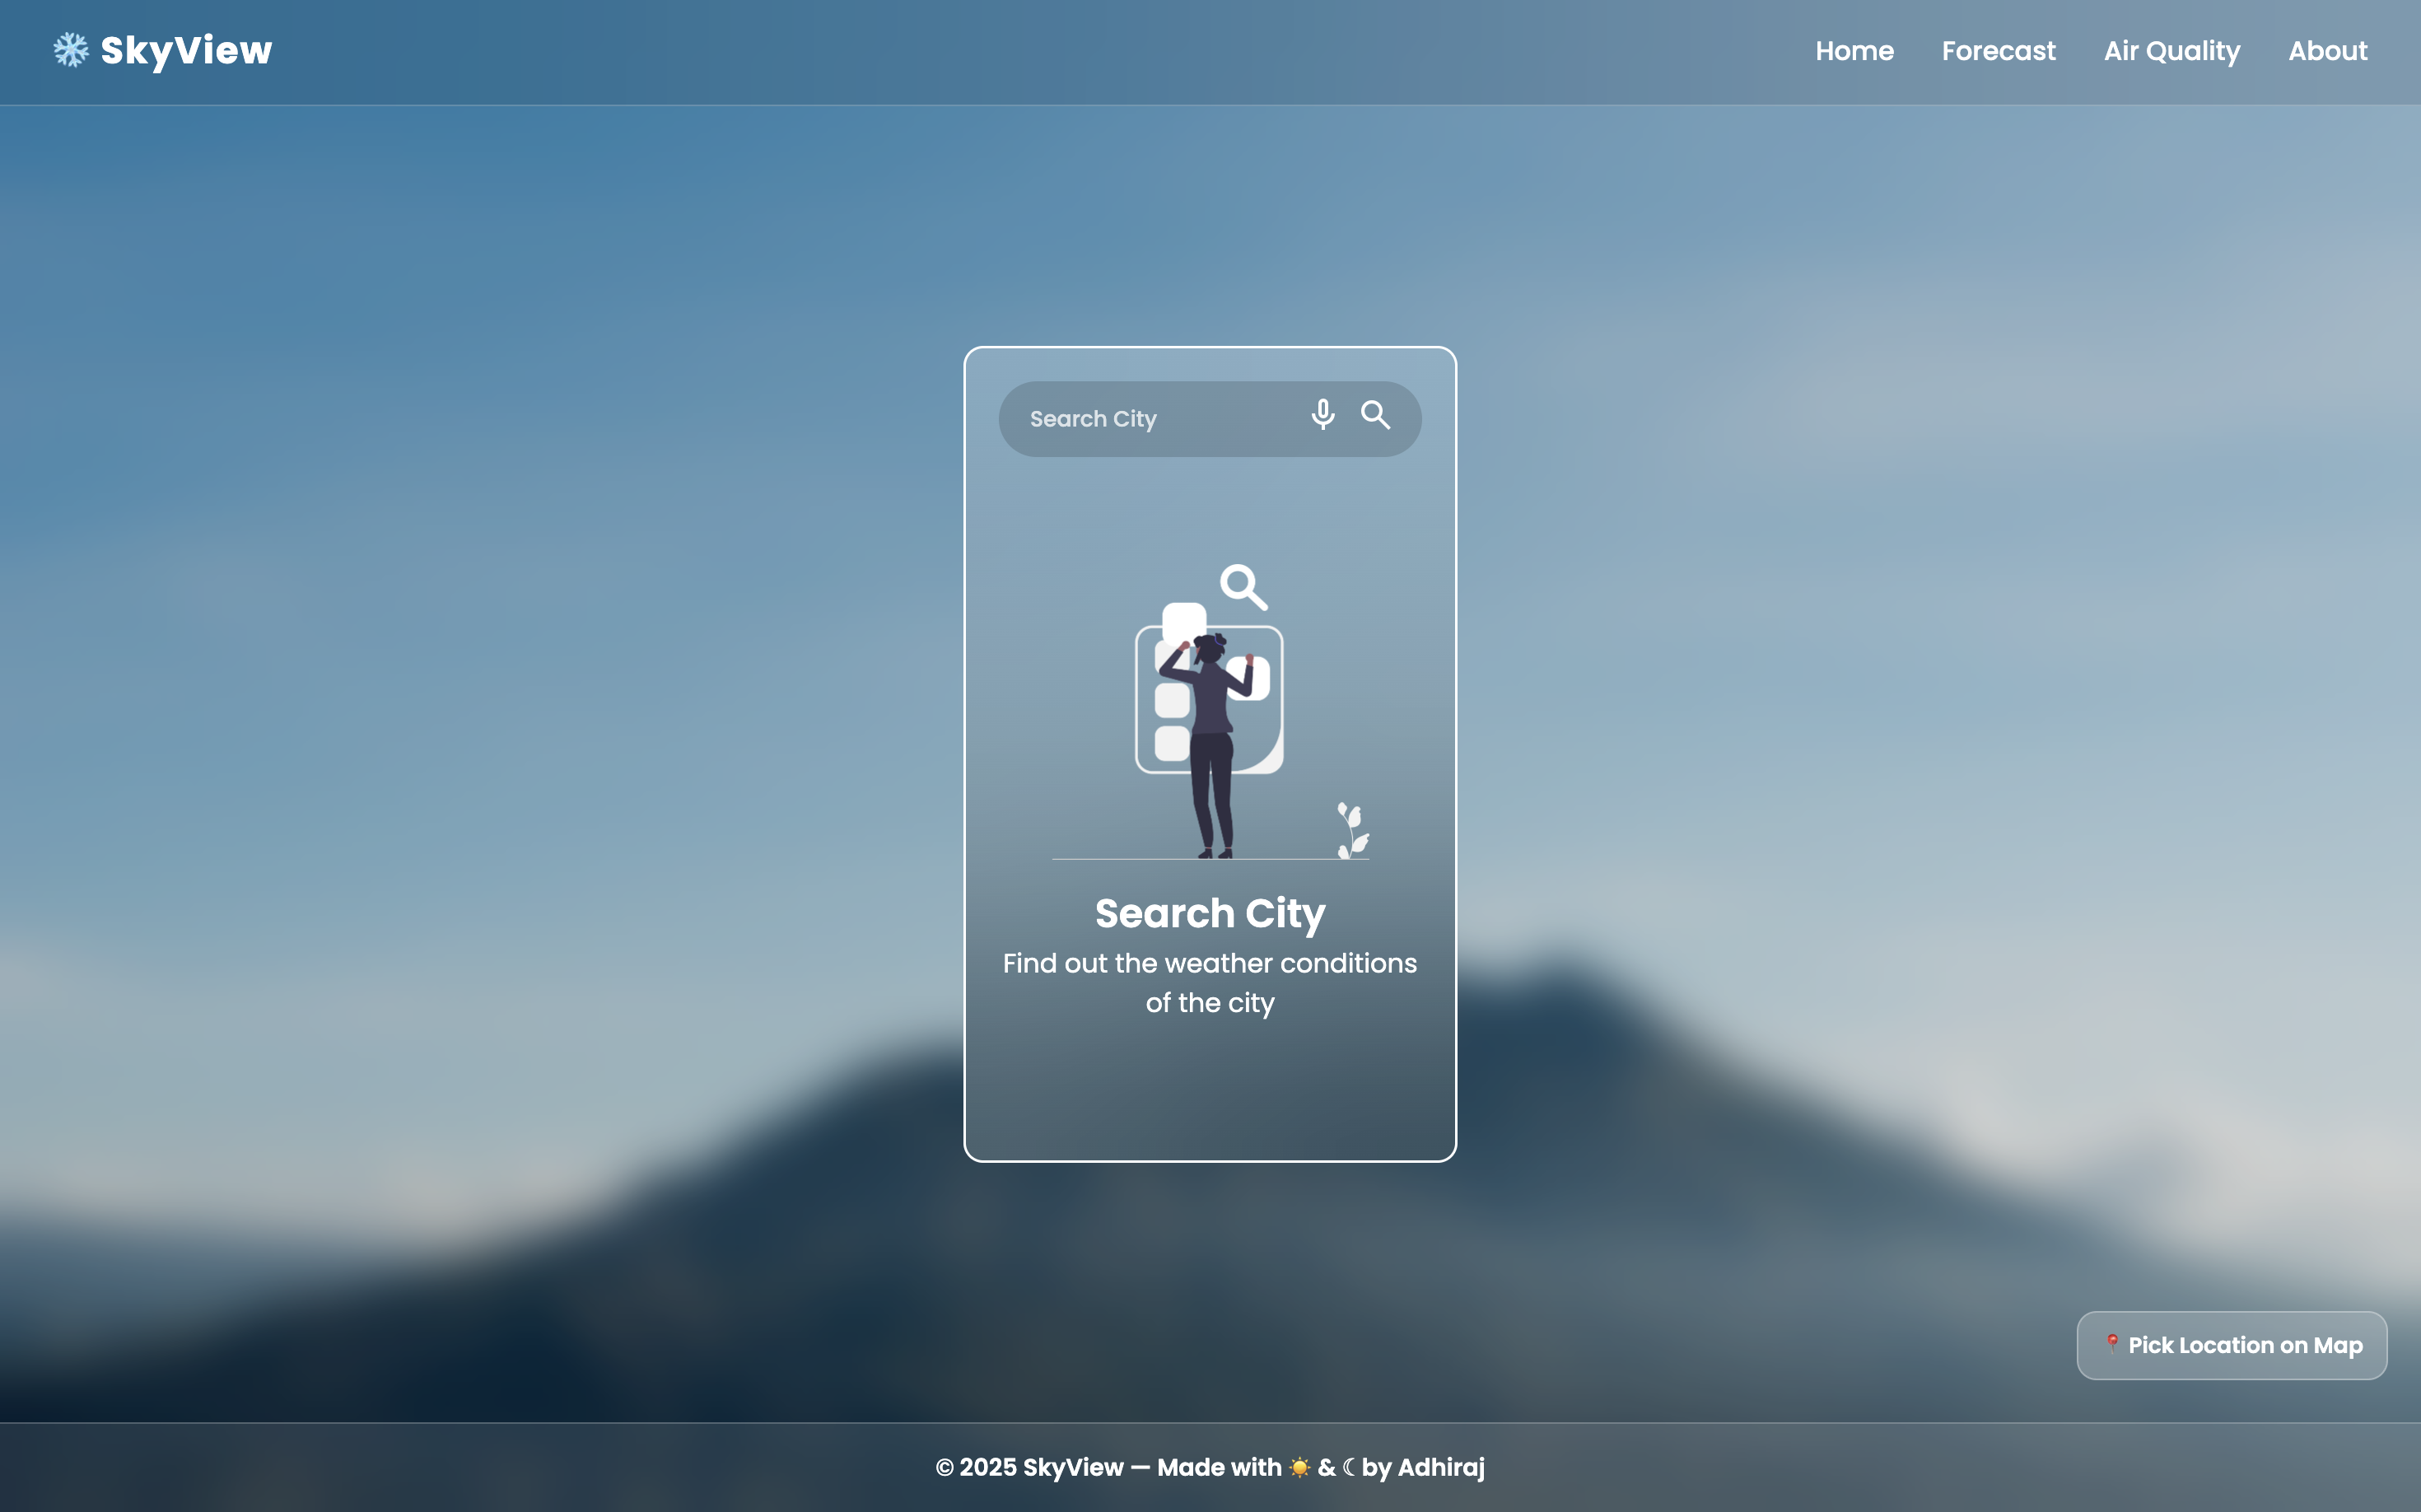 ❄️ SkyView
Home Forecast Air Quality About
Search City
Search City
Find out the weather conditions
of the city
📍 Pick Location on Map
© 2025 SkyView — Made with ☀️ & ☾ by Adhiraj